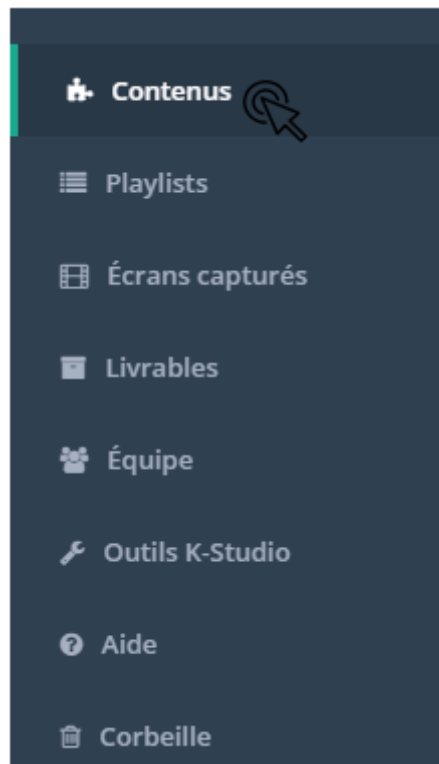 Contenus
Playlists
Écrans capturés
Livrables
Équipe
Outils K-Studio
Aide
Corbeille